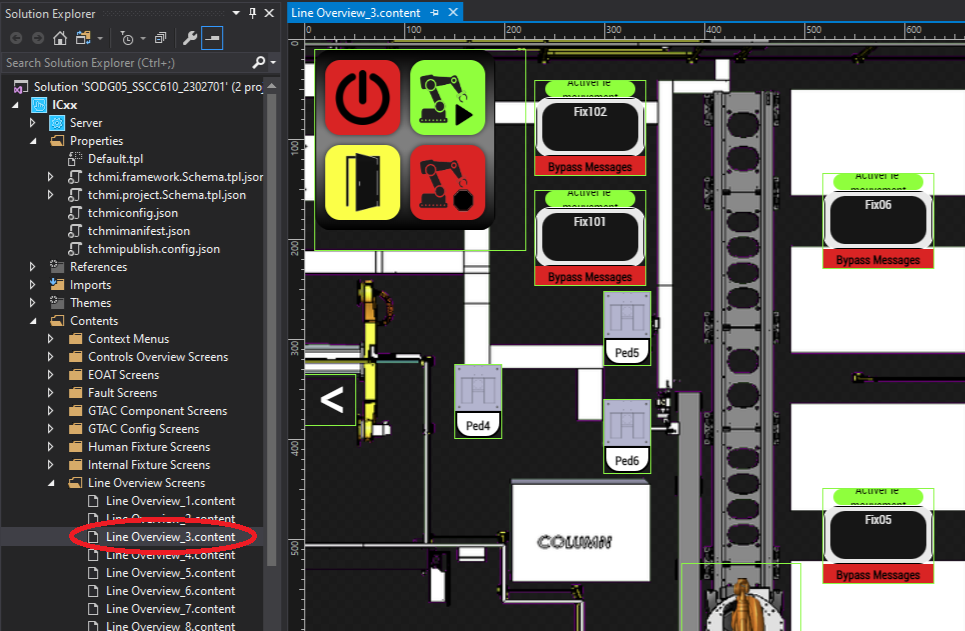 Solution Explorer
Search Solution Explorer (Ctrl+;)
Solution 'SODG05_SSCC610_2302701' (2 proj
ICxx
Server
Properties
Default.tpl
tchmi.framework.Schema.tpl.json
tchmi.project.Schema.tpl.json
tchmiconfig.json
tchmimanifest.json
tchmipublish.config.json
References
Imports
Themes
Contents
Context Menus
Controls Overview Screens
EOAT Screens
Fault Screens
GTAC Component Screens
GTAC Config Screens
Human Fixture Screens
Internal Fixture Screens
Line Overview Screens
Line Overview_1.content
Line Overview_2.content
Line Overview_3.content
Line Overview_4.content
Line Overview_5.content
Line Overview_6.content
Line Overview_7.content
Line Overview_8.content
Line Overview_3.content
0 100 200 300 400 500 600
0
100
200
300
400
500
Activer le
mouvement
Fix102
Bypass Messages
Activer le
mouvement
Fix101
Bypass Messages
Activer le
mouvement
Fix06
Bypass Messages
Ped5
<
Ped4
Ped6
COLUMN
Activer le
mouvement
Fix05
Bypass Messages